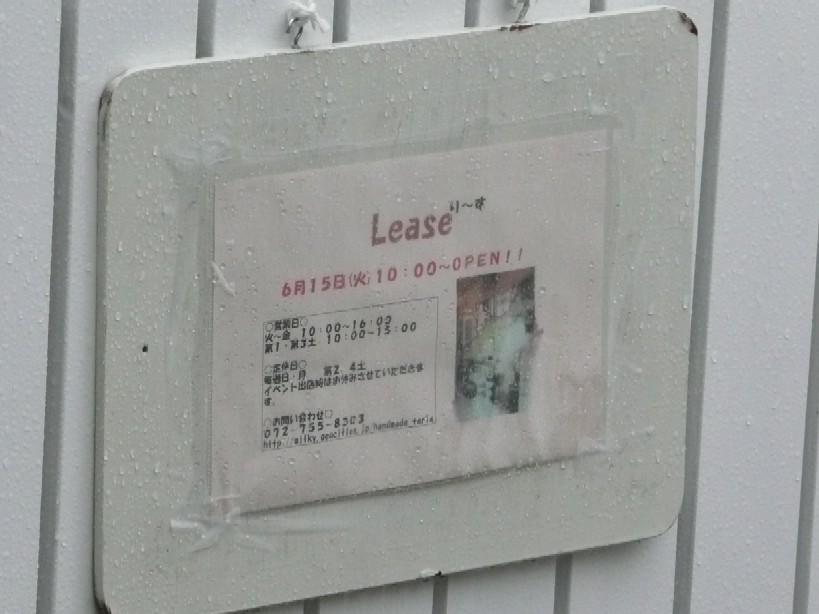 り～す
Lease
6月15日(火)10:00～OPEN!!
○営業日○
火～金 10:00～16:00
第1・第3土 10:00～15:00
○定休日○
毎週日・月 第2、4土
イベント出店時はお休みさせていただきま
す。
○お問い合わせ○
072-755-8303